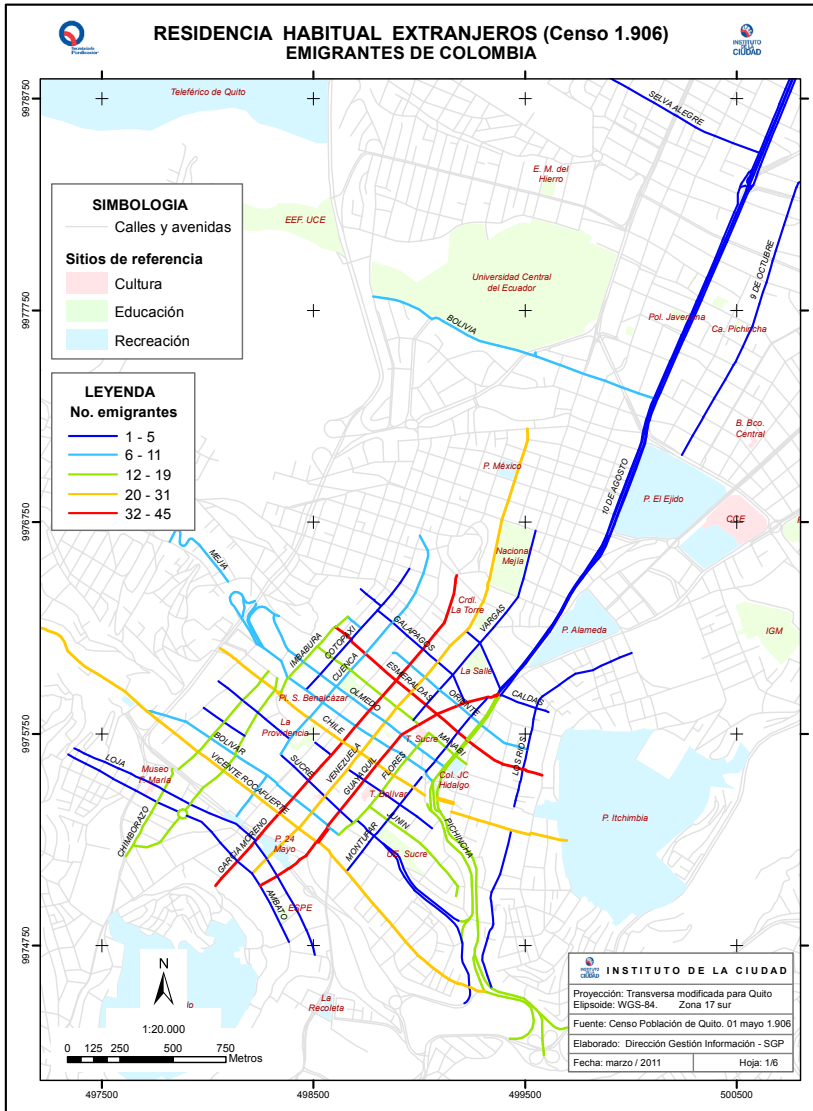 RESIDENCIA HABITUAL EXTRANJEROS (Censo 1.906)
EMIGRANTES DE COLOMBIA
INSTITUTO
DE LA
CIUDAD
9978750
9977750
9976750
9975750
9974750
497500
498500
499500
500500
SIMBOLOGIA
Calles y avenidas
Sitios de referencia
Cultura
Educación
Recreación
LEYENDA
No. emigrantes
1 - 5
6 - 11
12 - 19
20 - 31
32 - 45
Teleférico de Quito
SELVA ALEGRE
E. M. del
Hierro
EEF. UCE
Universidad Central
del Ecuador
9 DE OCTUBRE
BOLIVIA
Pol. Javeriana
Ca. Pichincha
B. Bco.
Central
P. México
P. El Ejido
CCE
10 DE AGOSTO
Naciona
Mejía
MEJIA
Crdl.
La Torre
VARGAS
P. Alameda
IGM
GALAPAGOS
IMBABURA
COTOPAXI
CUENCA
ESMERALDAS
La Salle
ORIENTE
CALDAS
Pl. S. Benalcázar
OLMEDO
CHILE
La
Providencia
BOLIVAR
SUCRE
VENEZUELA
GUAYAQUIL
T. Sucre
MANABI
FLORES
LOS RIOS
LOJA
Museo
VICENTE ROCAFUERTE
T. Bolívar
Col. JC
Hidalgo
CHIMBORAZO
GARCIA MORENO
P. 24
Mayo
MONTUFAR
JUNIN
UE. Sucre
PICHINCHA
P. Itchimbia
AMBATO
ESPE
La
Recoleta
N
1:20.000
0 125 250 500 750
Metros
INSTITUTO DE LA CIUDAD
Proyección: Transversa modificada para Quito
Elipsoide: WGS-84. Zona 17 sur
Fuente: Censo Población de Quito. 01 mayo 1.906
Elaborado: Dirección Gestión Información - SGP
Fecha: marzo / 2011
Hoja: 1/6